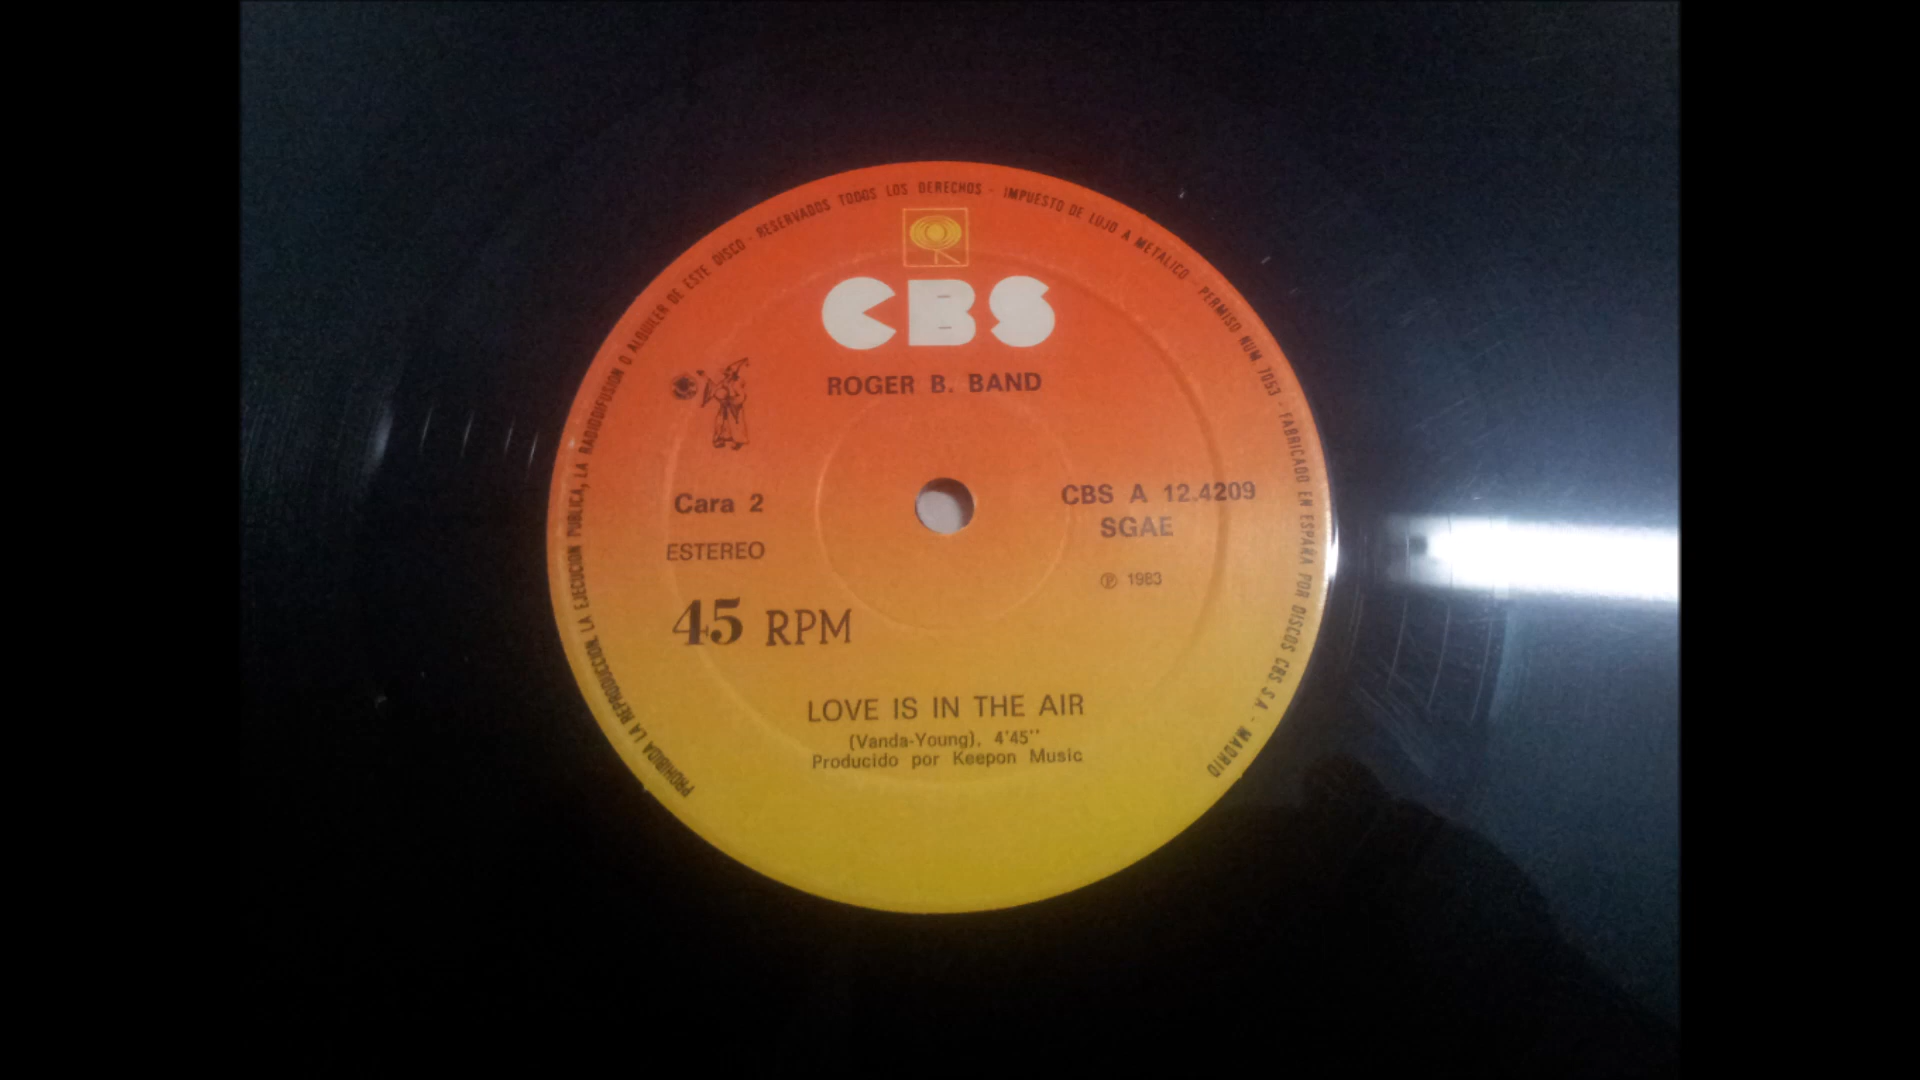 PROHIBIDA LA REPRODUCCION, LA EJECUCION PUBLICA, LA RADIODIFUSION O ALQUILER DE ESTE DISCO - RESERVADOS TODOS LOS DERECHOS - IMPUESTO DE LUJO A METALICO - PERMISO NUM 7053 - FABRICADO EN ESPAÑA POR DISCOS CBS. S.A. - MADRID
CBS
ROGER B. BAND
Cara 2
ESTEREO
45 RPM
CBS A 12.4209
SGAE
Ⓟ 1983
LOVE IS IN THE AIR
(Vanda-Young). 4'45''
Producido por Keepon Music